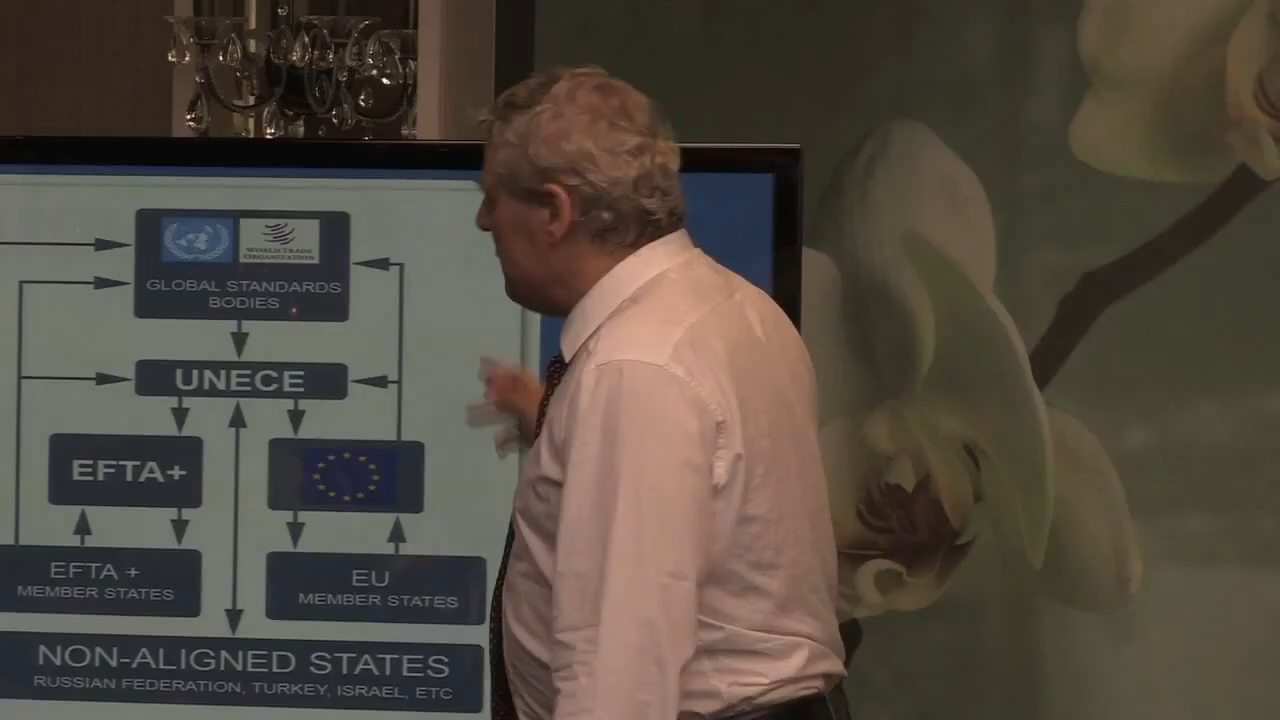 WORLD TRADE
ORGANIZATION
GLOBAL STANDARDS
BODIES
UNECE
EFTA+
EFTA +
MEMBER STATES
EU
MEMBER STATES
NON-ALIGNED STATES
RUSSIAN FEDERATION, TURKEY, ISRAEL, ETC